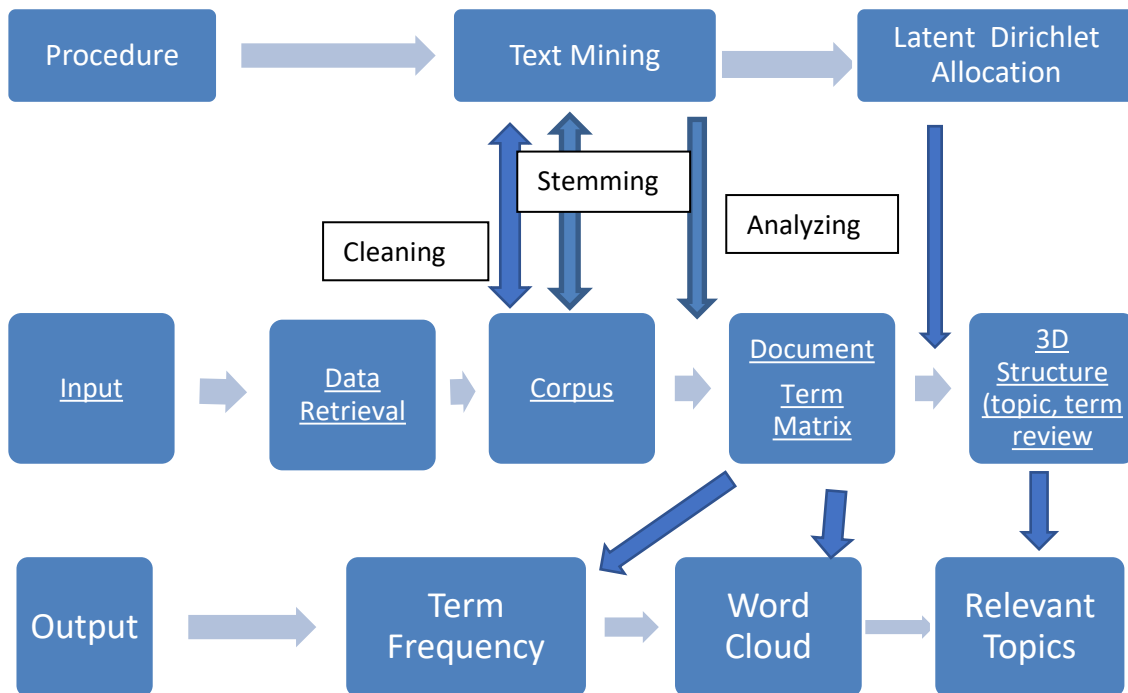 Procedure
Text Mining
Latent Dirichlet
Allocation
Stemming
Cleaning
Analyzing
Input
Data
Retrieval
Corpus
Document
Term
Matrix
3D
Structure
(topic, term
review
Output
Term
Frequency
Word
Cloud
Relevant
Topics